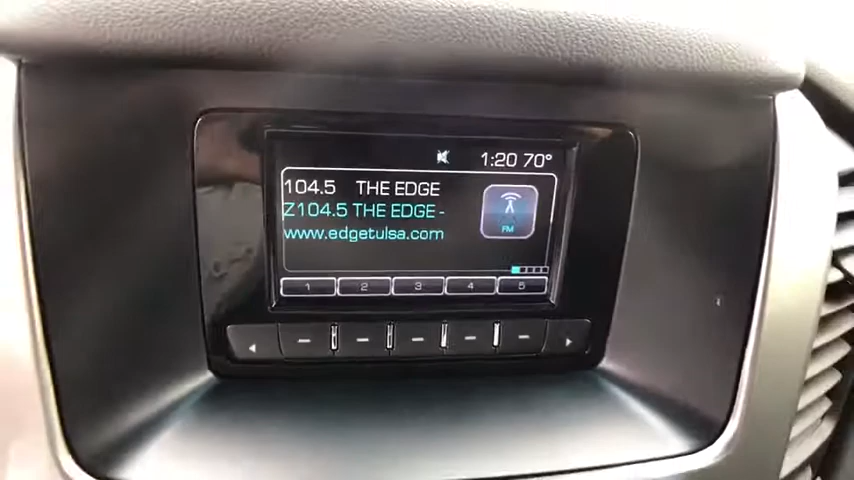 1:20 70°
104.5 THE EDGE
Z104.5 THE EDGE -
www.edgetulsa.com
FM
1 2 3 4 5